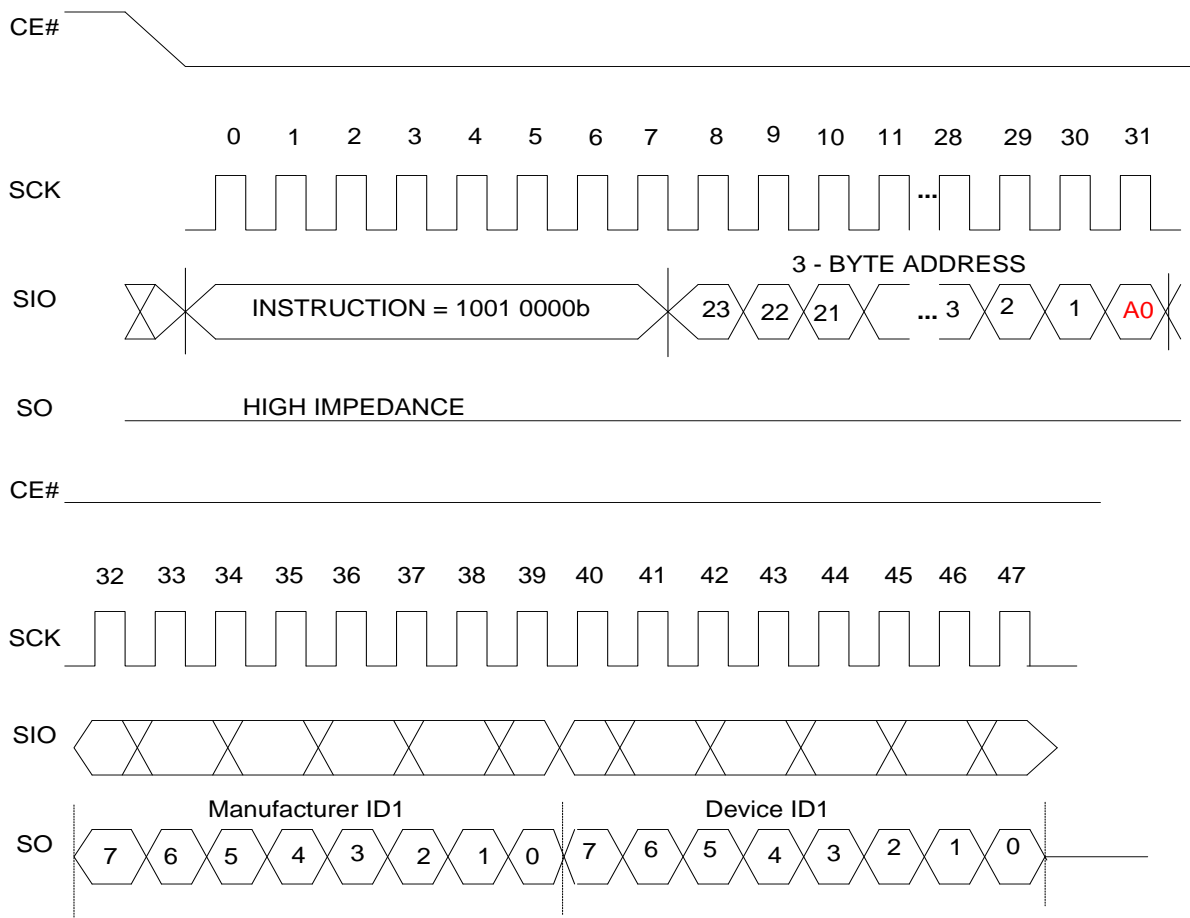 CE#
0 1 2 3 4 5 6 7 8 9 10 11 28 29 30 31
SCK ...
3 - BYTE ADDRESS
SIO INSTRUCTION = 1001 0000b 23 22 21 ... 3 2 1 A0
SO HIGH IMPEDANCE
CE#
32 33 34 35 36 37 38 39 40 41 42 43 44 45 46 47
SCK
SIO
Manufacturer ID1 Device ID1
SO 7 6 5 4 3 2 1 0 7 6 5 4 3 2 1 0